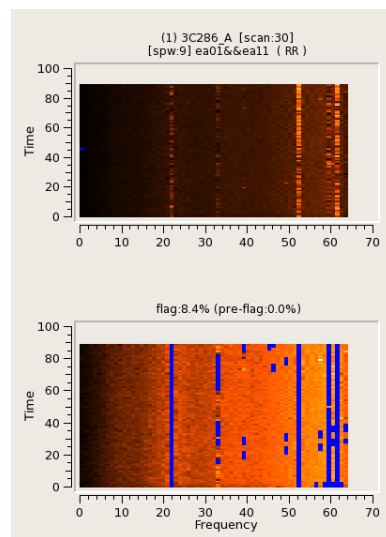 (1) 3C286_A [scan:30]
[spw:9] ea01&&ea11 ( RR )
100
80
60
40
20
0
Time
0 10 20 30 40 50 60 70
flag:8.4% (pre-flag:0.0%)
100
80
60
40
20
0
Time
0 10 20 30 40 50 60 70
Frequency